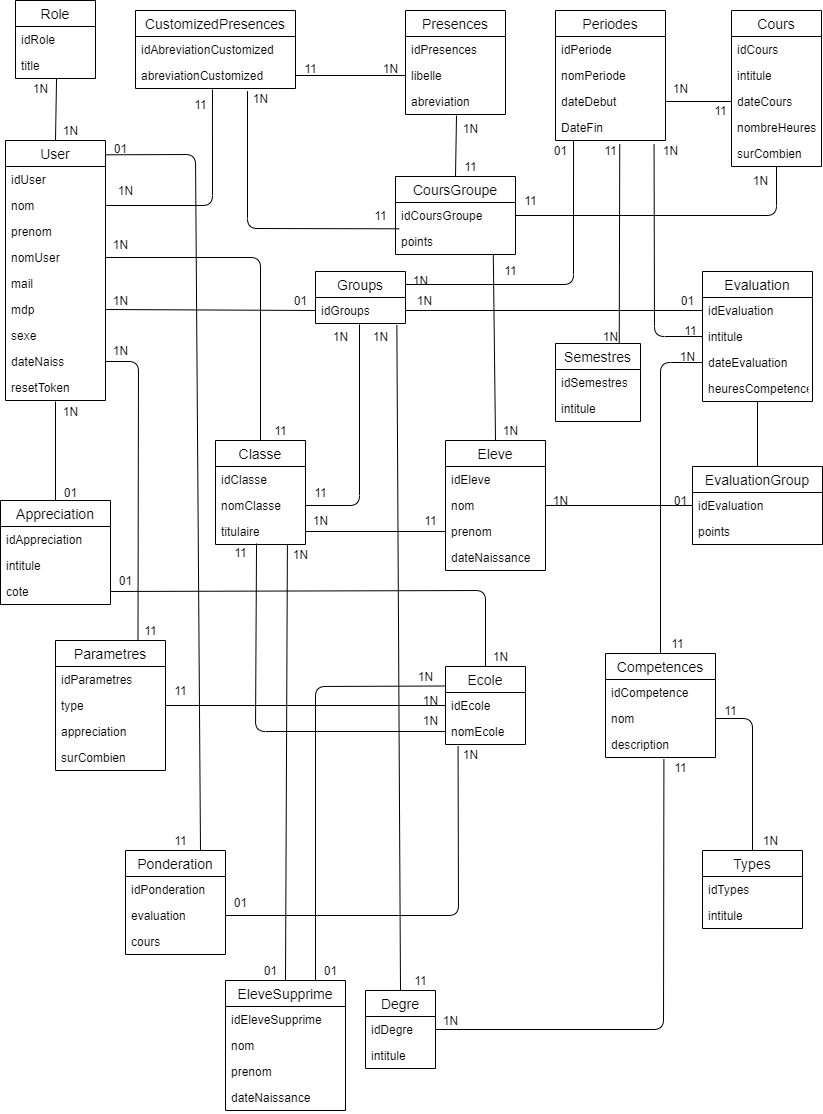 Role
idRole
title
CustomizedPresences
idAbreviationCustomized
abreviationCustomized
Presences
idPresences
libelle
abreviation
Periodes
idPeriode
nomPeriode
dateDebut
DateFin
Cours
idCours
intitule
dateCours
nombreHeures
surCombien
11
1N
1N
11
1N
11
1N
1N
1N
01
11
1N
1N
User
idUser
nom
prenom
nomUser
mail
mdp
sexe
dateNaiss
resetToken
01
1N
1N
1N
1N
1N
11
CoursGroupe
idCoursGroupe
points
11
11
1N
11
Groups
idGroups
01
1N
1N
1N
1N
01
11
1N
Evaluation
idEvaluation
intitule
dateEvaluation
heuresCompetence
1N
Semestres
idSemestres
intitule
11
Classe
idClasse
nomClasse
titulaire
11
1N
11
1N
1N
Eleve
idEleve
nom
prenom
dateNaissance
11
1N
01
EvaluationGroup
idEvaluation
points
01
Appreciation
idAppreciation
intitule
cote
01
11
Parametres
idParametres
type
appreciation
surCombien
11
1N
Ecole
idEcole
nomEcole
1N
1N
1N
1N
11
Competences
idCompetence
nom
description
11
11
11
Ponderation
idPonderation
evaluation
cours
01
1N
Types
idTypes
intitule
01
01
EleveSupprime
idEleveSupprime
nom
prenom
dateNaissance
11
Degre
idDegre
intitule
1N